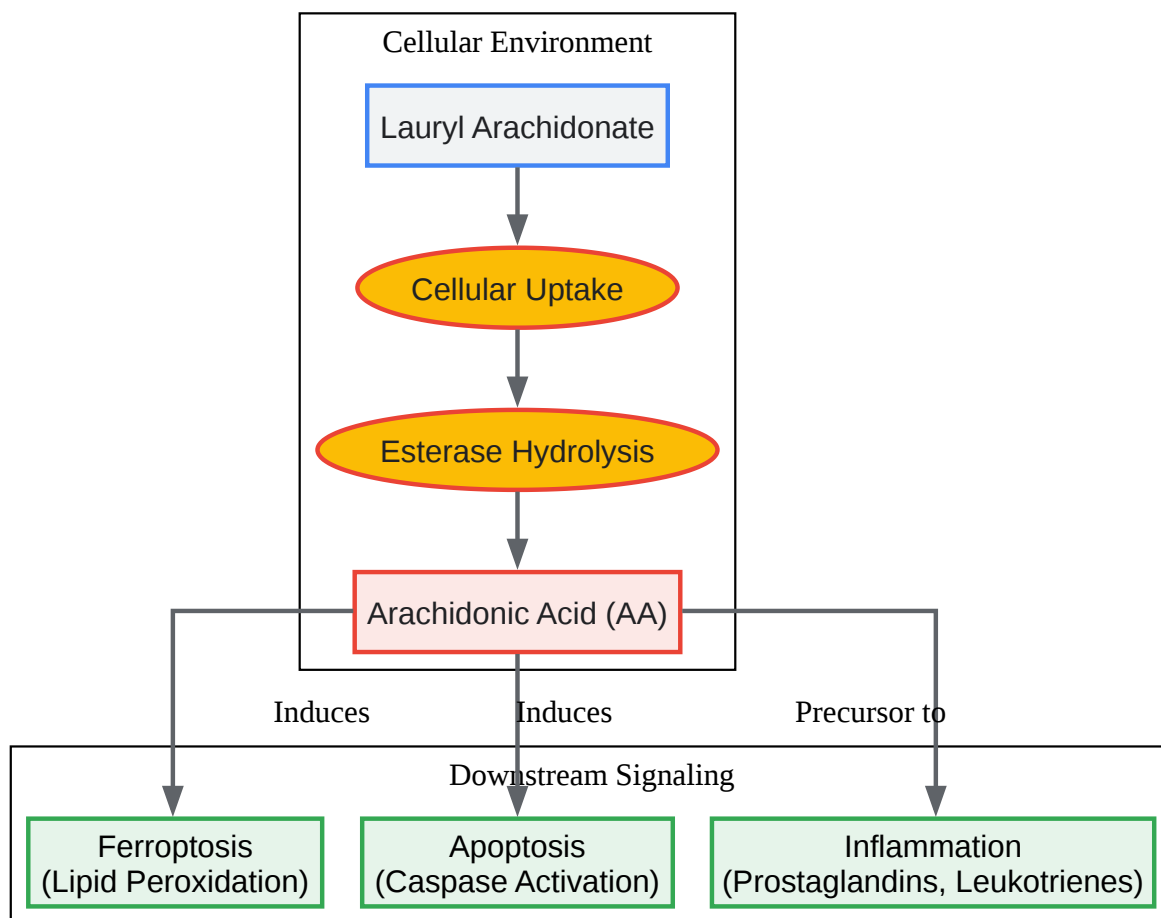 Cellular Environment
Lauryl Arachidonate
Cellular Uptake
Esterase Hydrolysis
Arachidonic Acid (AA)
Induces
Induces
Precursor to
Downstream Signaling
Ferroptosis
(Lipid Peroxidation)
Apoptosis
(Caspase Activation)
Inflammation
(Prostaglandins, Leukotrienes)